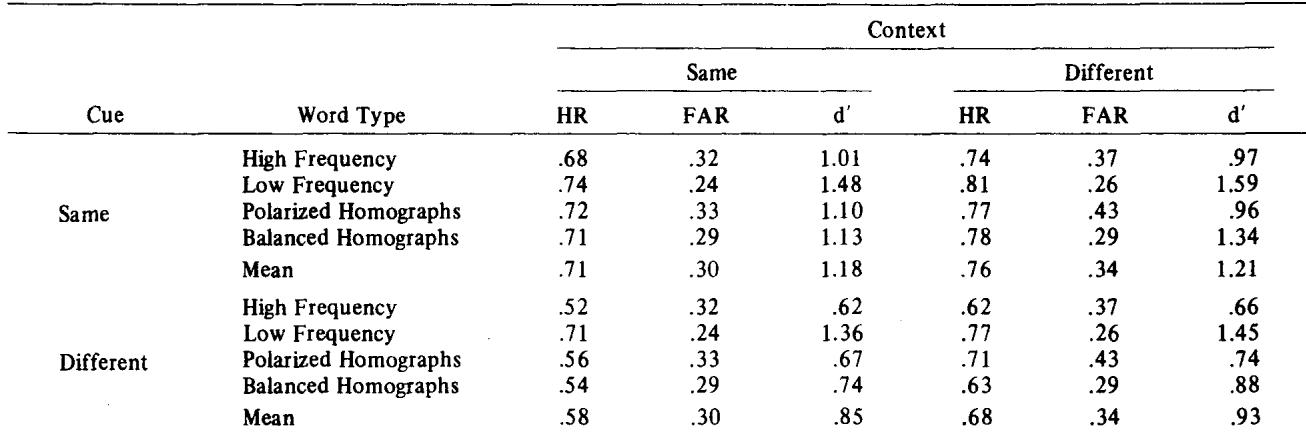 Context
Same Different
Cue Word Type HR FAR d′ HR FAR d′
High Frequency .68 .32 1.01 .74 .37 .97
Low Frequency .74 .24 1.48 .81 .26 1.59
Same Polarized Homographs .72 .33 1.10 .77 .43 .96
Balanced Homographs .71 .29 1.13 .78 .29 1.34
Mean .71 .30 1.18 .76 .34 1.21
High Frequency .52 .32 .62 .62 .37 .66
Low Frequency .71 .24 1.36 .77 .26 1.45
Different Polarized Homographs .56 .33 .67 .71 .43 .74
Balanced Homographs .54 .29 .74 .63 .29 .88
Mean .58 .30 .85 .68 .34 .93